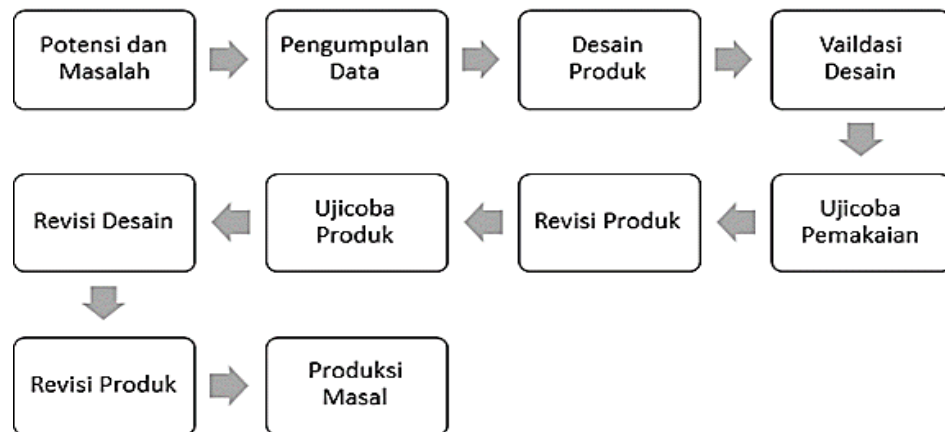 Potensi dan
Masalah
Pengumpulan
Data
Desain
Produk
Vaildasi
Desain
Ujicoba
Pemakaian
Revisi Produk
Ujicoba
Produk
Revisi Desain
Revisi Produk
Produksi
Masal